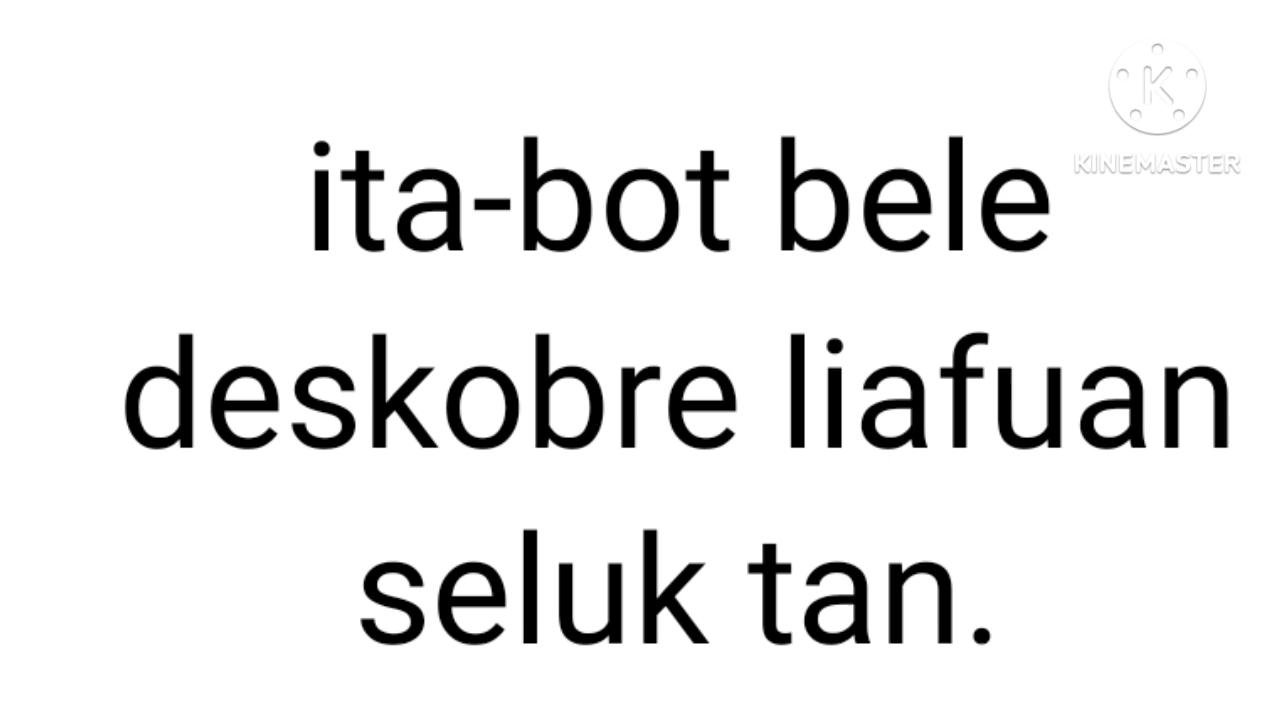 K
KINEMASTER
ita-bot bele
deskobre liafuan
seluk tan.